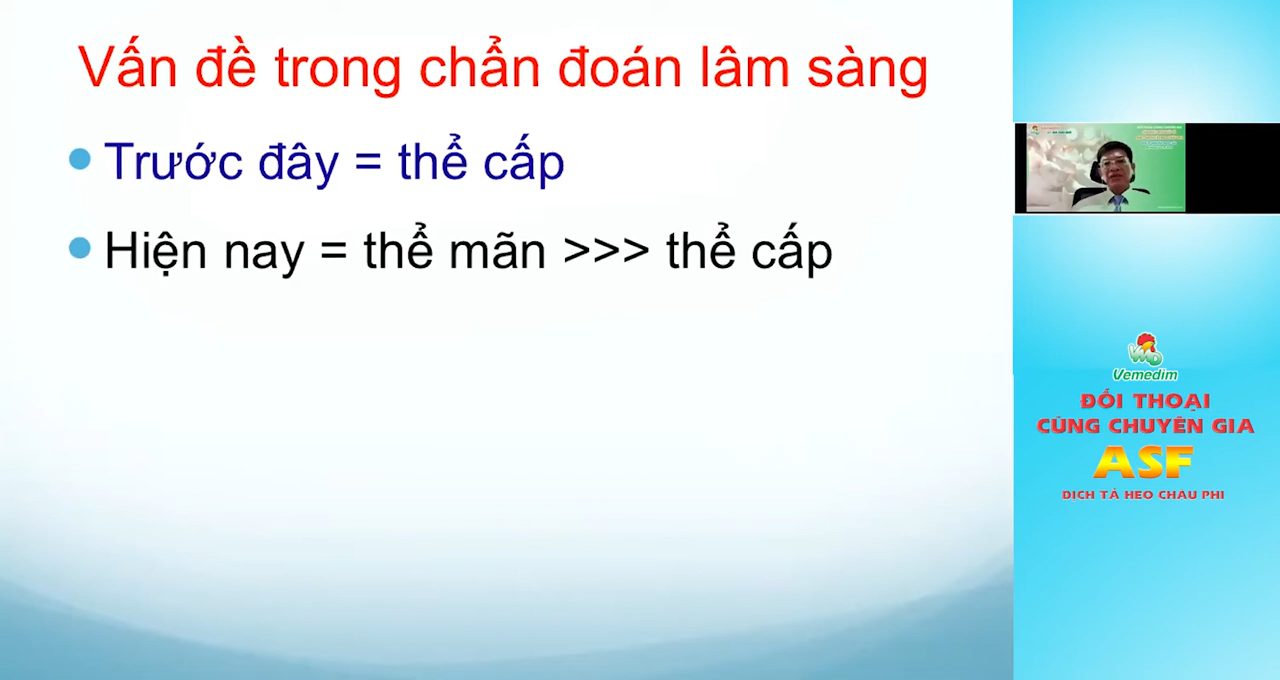 Vấn đề trong chẩn đoán lâm sàng
Trước đây = thể cấp
Hiện nay = thể mãn >>> thể cấp
Vemedim
ĐỐI THOẠI
CÙNG CHUYÊN GIA
ASF
DỊCH TẢ HEO CHÂU PHI